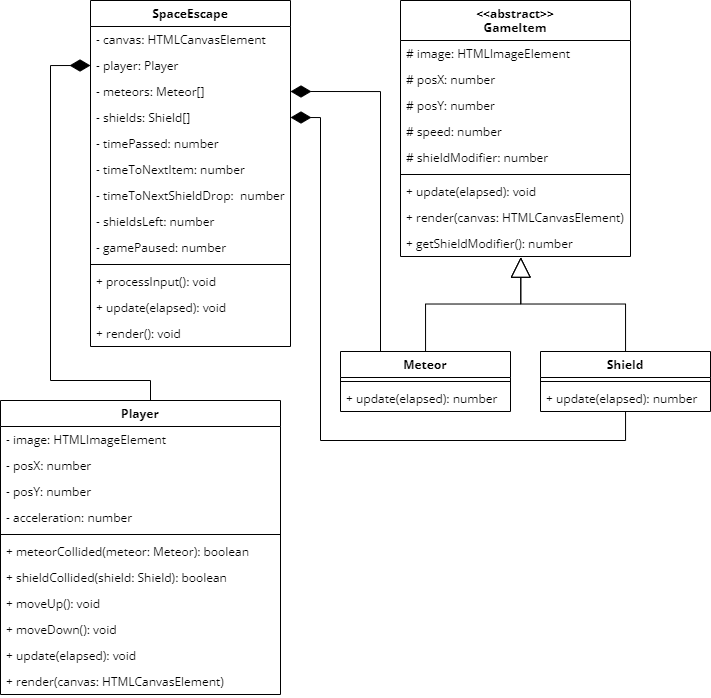 SpaceEscape
- canvas: HTMLCanvasElement
- player: Player
- meteors: Meteor[]
- shields: Shield[]
- timePassed: number
- timeToNextItem: number
- timeToNextShieldDrop:  number
- shieldsLeft: number
- gamePaused: number
+ processInput(): void
+ update(elapsed): void
+ render(): void
<<abstract>>
GameItem
# image: HTMLImageElement
# posX: number
# posY: number
# speed: number
# shieldModifier: number
+ update(elapsed): void
+ render(canvas: HTMLCanvasElement)
+ getShieldModifier(): number
Meteor
+ update(elapsed): number
Shield
+ update(elapsed): number
Player
- image: HTMLImageElement
- posX: number
- posY: number
- acceleration: number
+ meteorCollided(meteor: Meteor): boolean
+ shieldCollided(shield: Shield): boolean
+ moveUp(): void
+ moveDown(): void
+ update(elapsed): void
+ render(canvas: HTMLCanvasElement)